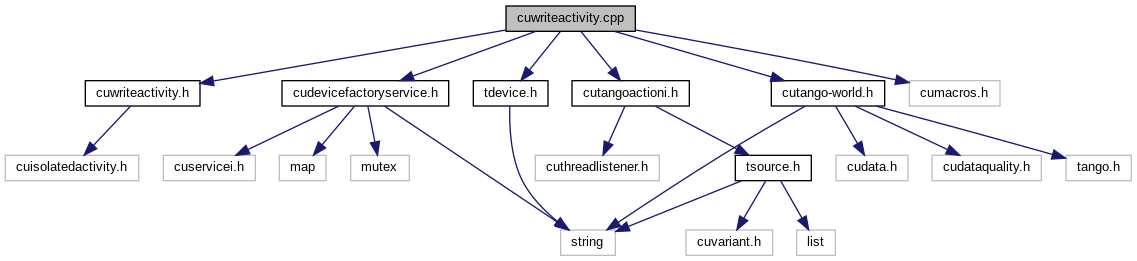 cuwriteactivity.cpp
cuwriteactivity.h
cudevicefactoryservice.h
tdevice.h
cutangoactioni.h
cutango-world.h
cumacros.h
cuisolatedactivity.h
cuservicei.h
map
mutex
cuthreadlistener.h
tsource.h
cudata.h
cudataquality.h
tango.h
string
cuvariant.h
list